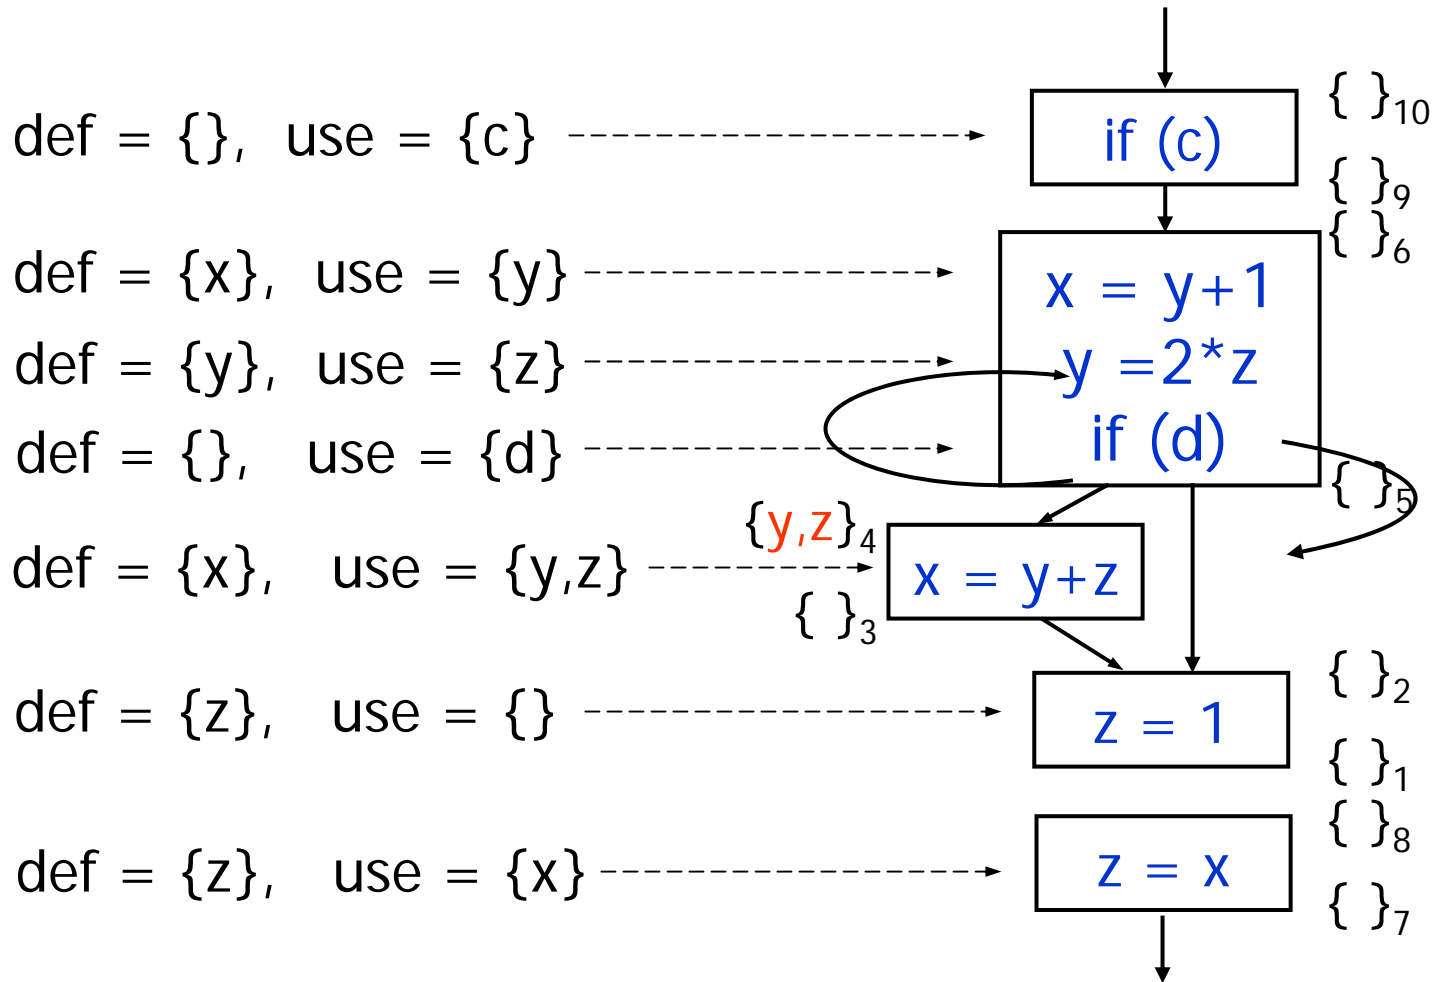 { }10
def = {}, use = {c}
if (c)
{ }9
{ }6
def = {x}, use = {y}
x = y+1
def = {y}, use = {z}
y =2*z
def = {}, use = {d}
if (d)
{ }5
{y,z}4
def = {x}, use = {y,z}
x = y+z
{ }3
{ }2
def = {z}, use = {}
z = 1
{ }1
{ }8
def = {z}, use = {x}
z = x
{ }7